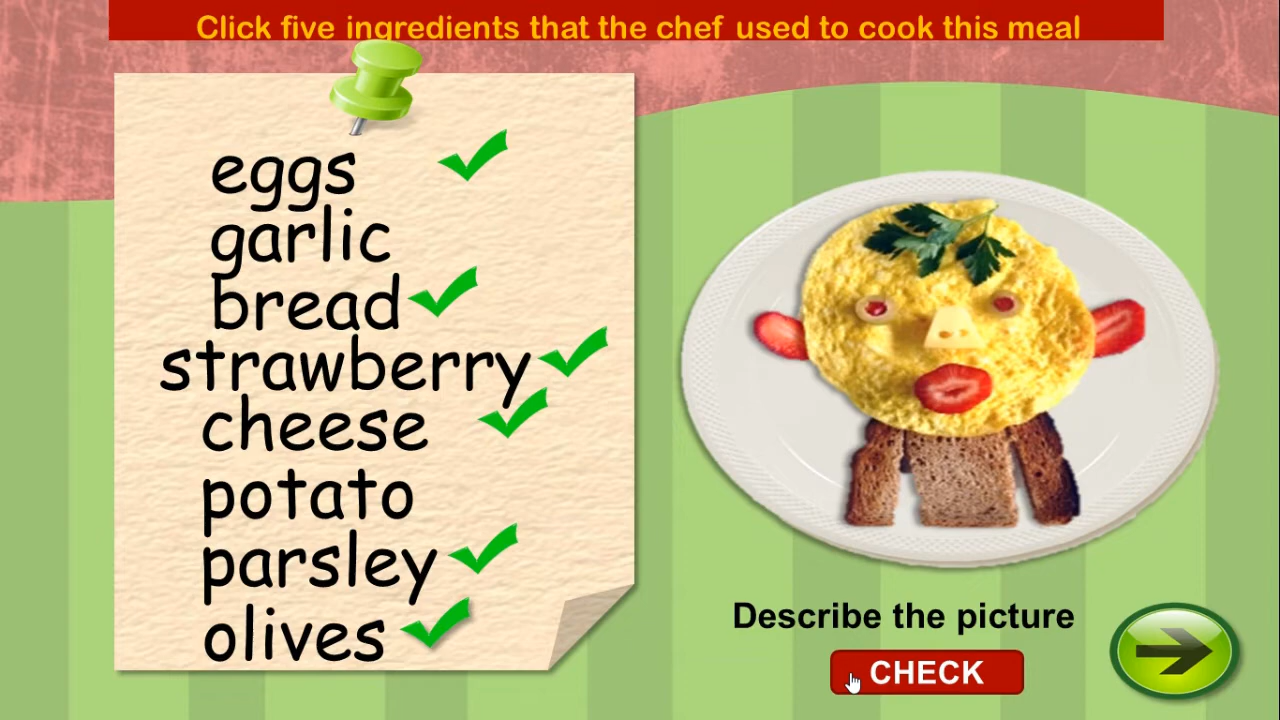 Click five ingredients that the chef used to cook this meal
eggs
garlic
bread
strawberry
cheese
potato
parsley
olives
Describe the picture
CHECK